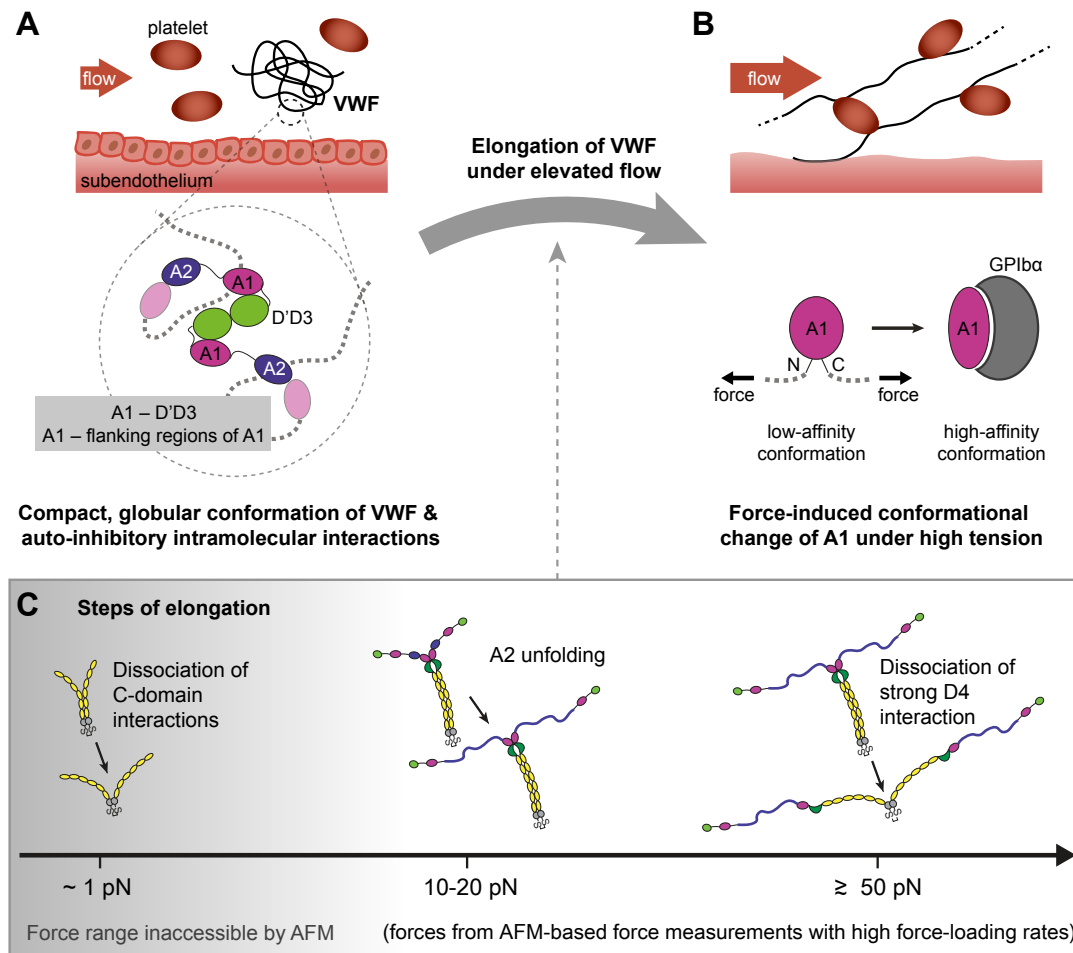 A
platelet
flow
VWF
subendothelium
A2
A1
D'D3
A1
A2
A1 – D'D3
A1 – flanking regions of A1
Compact, globular conformation of VWF &
auto-inhibitory intramolecular interactions
Elongation of VWF
under elevated flow
B
flow
GPIbα
A1
A1
N
C
force
force
low-affinity
conformation
high-affinity
conformation
Force-induced conformational
change of A1 under high tension
C
Steps of elongation
Dissociation of
C-domain
interactions
A2 unfolding
Dissociation of
strong D4
interaction
~ 1 pN
10-20 pN
≥ 50 pN
Force range inaccessible by AFM
(forces from AFM-based force measurements with high force-loading rates)